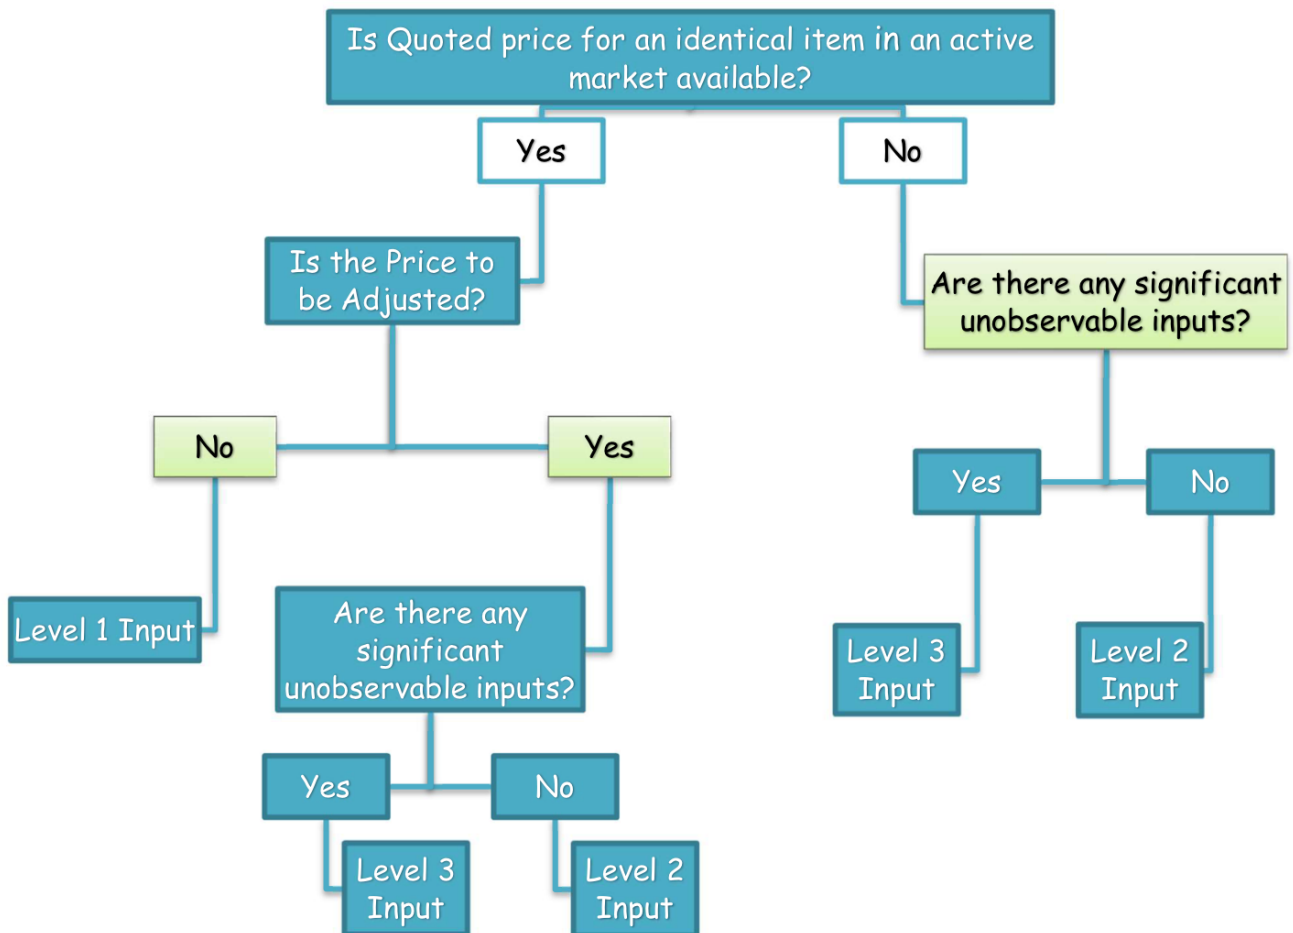 Is Quoted price for an identical item in an active
market available?
Yes
No
Is the Price to
be Adjusted?
Are there any significant
unobservable inputs?
No
Yes
Yes
No
Level 1 Input
Are there any
significant
unobservable inputs?
Level 3
Input
Level 2
Input
Yes
No
Level 3
Input
Level 2
Input